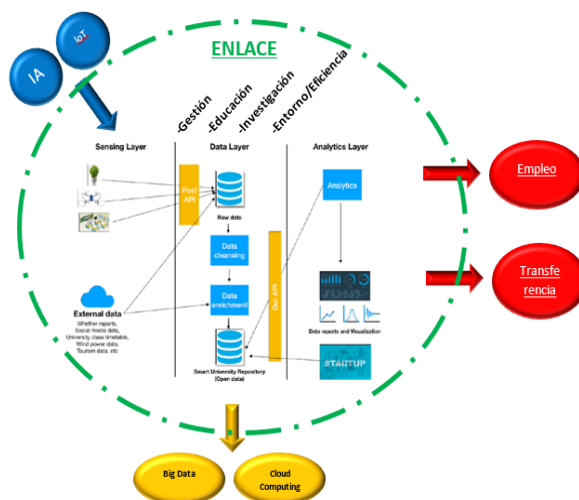 IoT
IA
ENLACE
-Gestión
-Educación
-Investigación
-Entorno/Eficiencia
Sensing Layer
Data Layer
Analytics Layer
Post API
Raw data
Data
cleansing
Data
enrichment
Get API
Analytics
External data
Whether reports,
Social media data,
University class timetable,
Wind power data,
Tourism data, etc
Smart University Repository
(Open data)
Data reports and Visualization
STARTUP
Empleo
Transfe
rencia
Big Data
Cloud
Computing